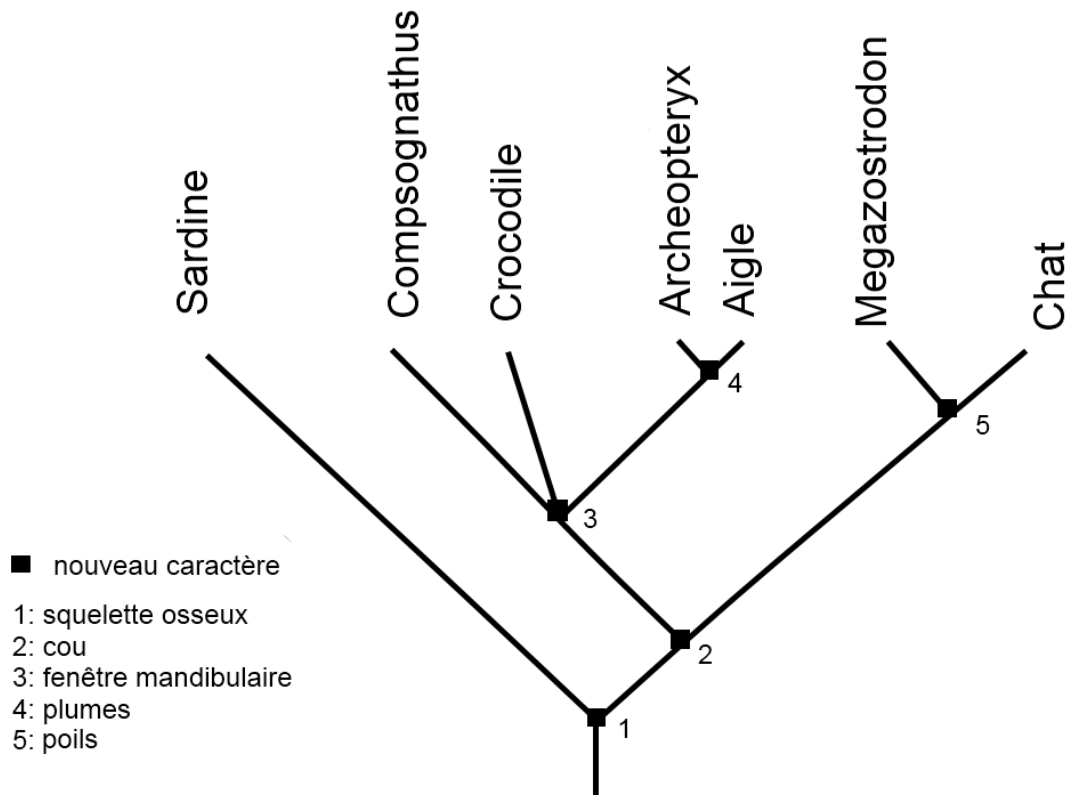 Sardine
Compsognathus
Crocodile
Archeopteryx
Aigle
Megazostrodon
Chat
4
5
3
2
1
nouveau caractère
1: squelette osseux
2: cou
3: fenêtre mandibulaire
4: plumes
5: poils